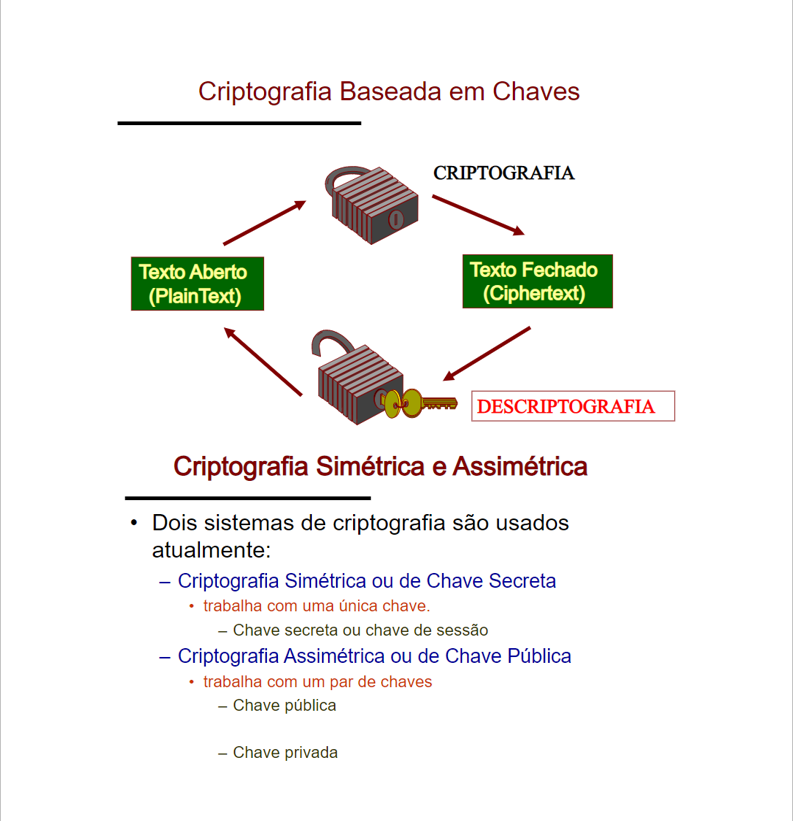 Criptografia Baseada em Chaves
CRIPTOGRAFIA
Texto Aberto
(PlainText)
Texto Fechado
(Ciphertext)
DESCRIPTOGRAFIA
Criptografia Simétrica e Assimétrica
• Dois sistemas de criptografia são usados
atualmente:
– Criptografia Simétrica ou de Chave Secreta
• trabalha com uma única chave.
– Chave secreta ou chave de sessão
– Criptografia Assimétrica ou de Chave Pública
• trabalha com um par de chaves
– Chave pública
– Chave privada